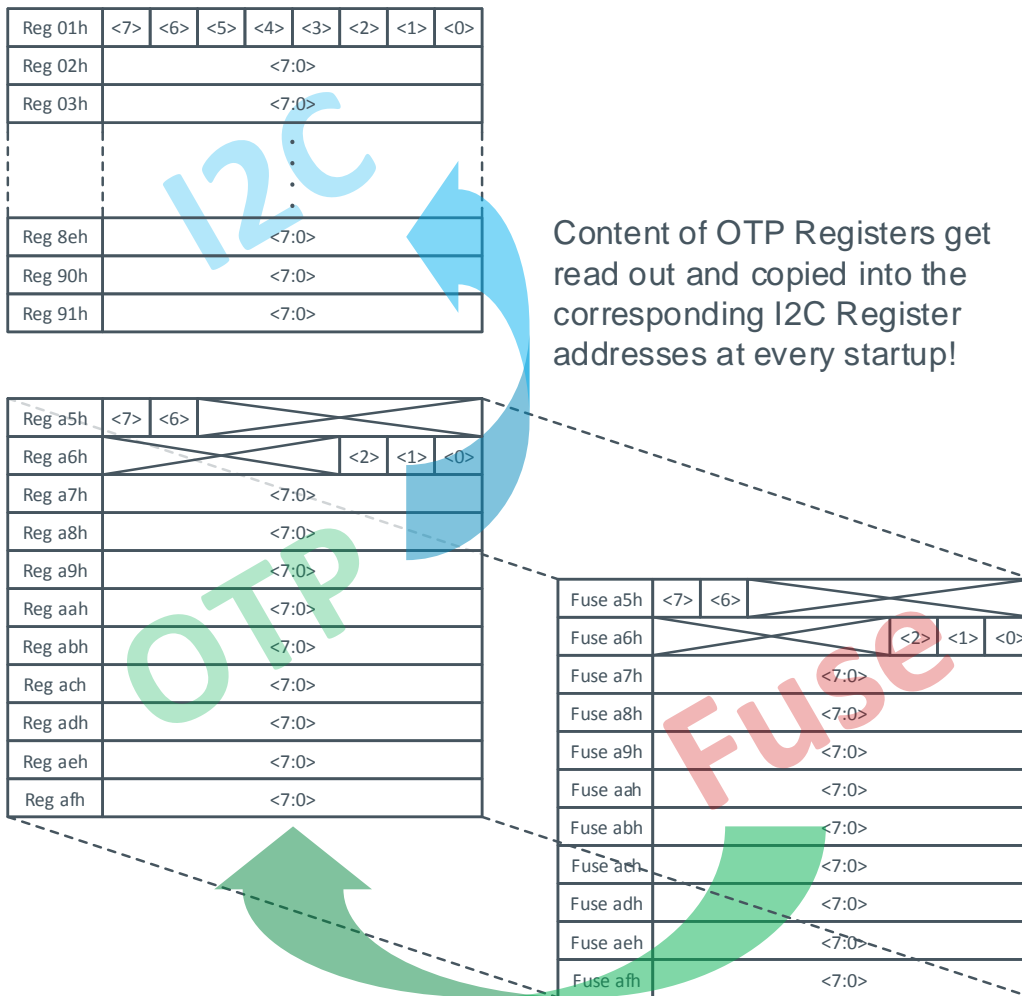 Reg 01h <7> <6> <5> <4> <3> <2> <1> <0>
Reg 02h <7:0>
Reg 03h <7:0>
I2C
Reg 8eh <7:0>
Reg 90h <7:0>
Reg 91h <7:0>
Content of OTP Registers get
read out and copied into the
corresponding I2C Register
addresses at every startup!
Reg a5h <7> <6>
Reg a6h <2> <1> <0>
Reg a7h <7:0>
Reg a8h <7:0>
Reg a9h <7:0>
Reg aah <7:0>
Reg abh <7:0>
Reg ach <7:0>
Reg adh <7:0>
Reg aeh <7:0>
Reg afh <7:0>
OTP
Fuse a5h <7> <6>
Fuse a6h <2> <1> <0>
Fuse a7h <7:0>
Fuse a8h <7:0>
Fuse a9h <7:0>
Fuse aah <7:0>
Fuse abh <7:0>
Fuse ach <7:0>
Fuse adh <7:0>
Fuse aeh <7:0>
Fuse afh <7:0>
Fuse